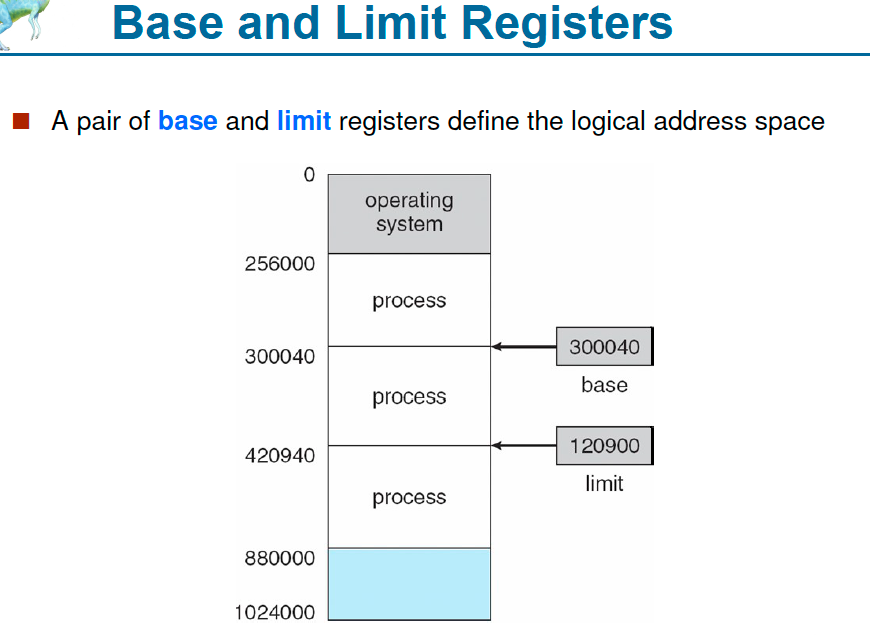 Base and Limit Registers
A pair of base and limit registers define the logical address space
0
operating
system
256000
process
300040
300040
base
process
420940
120900
limit
process
880000
1024000